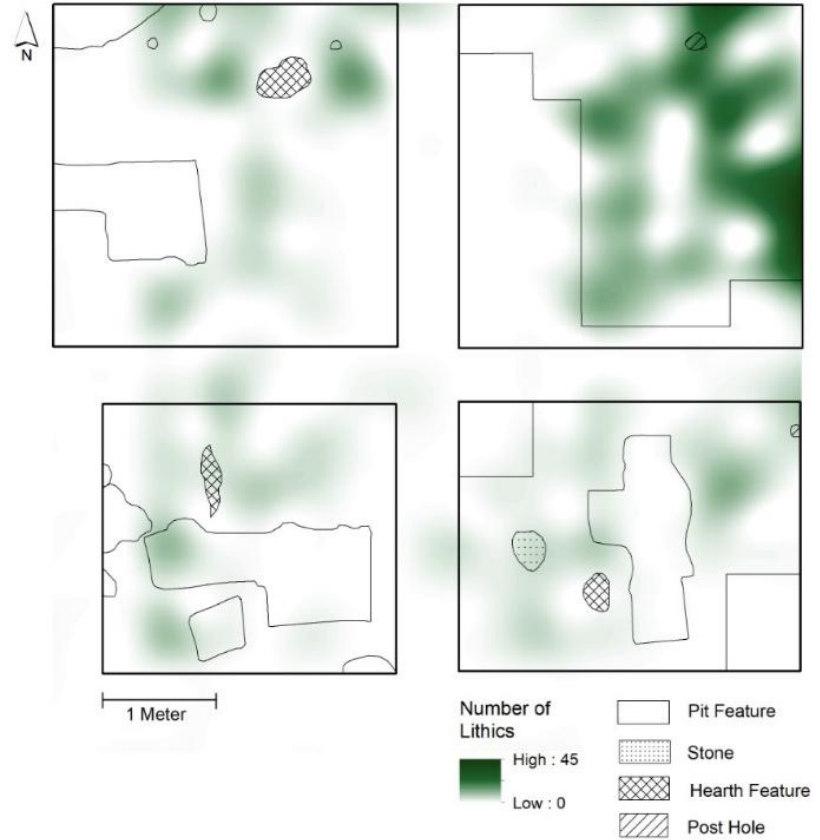 N
1 Meter
Number of
Lithics
High : 45
Low : 0
Pit Feature
Stone
Hearth Feature
Post Hole